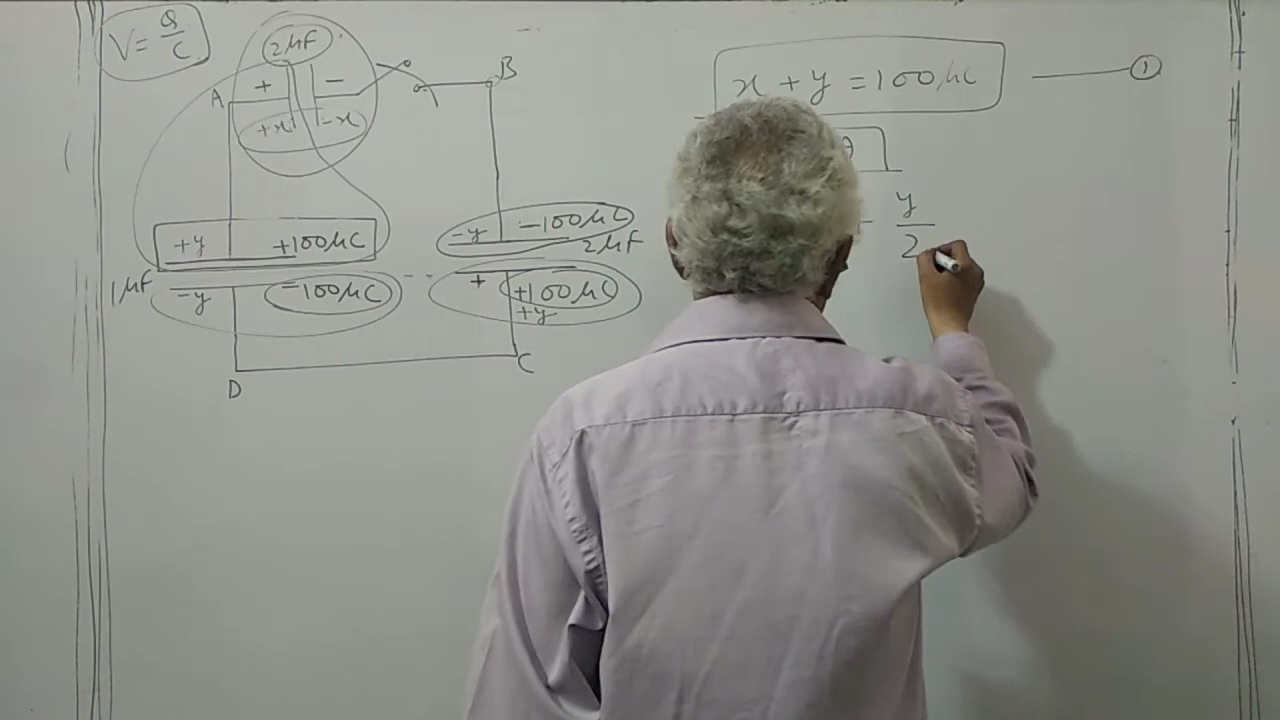 V = Q/C
2μF
+ -
A
+x -x
B
+y +100μC
1μF
-y -100μC
-y -100μC
2μF
+ +100μC
+y
D
C
x + y = 100μC ——— ①
A
- y/2